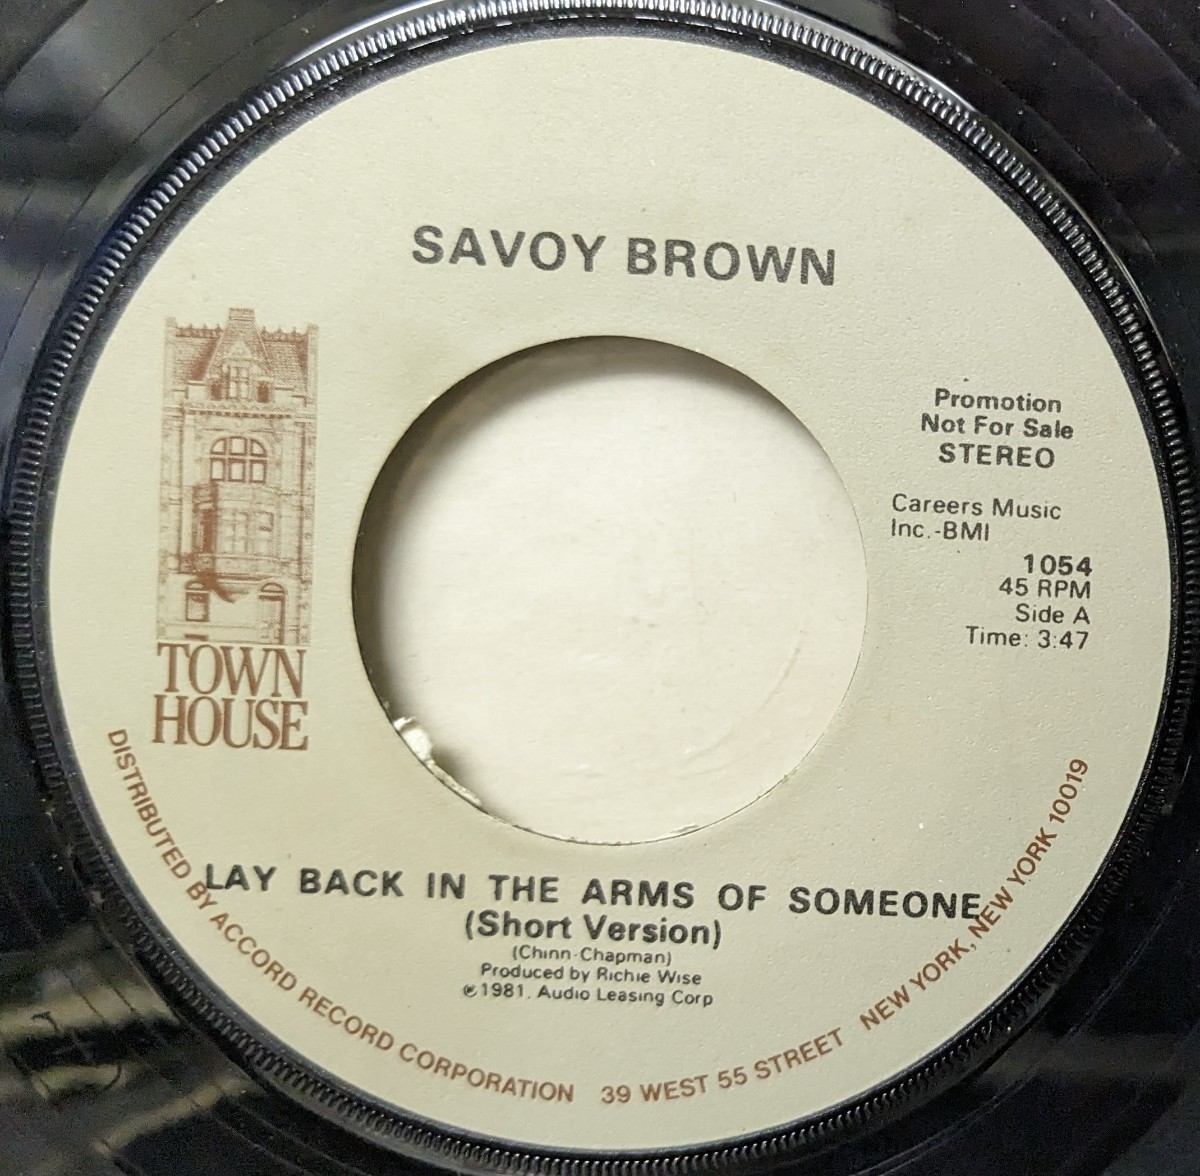 SAVOY BROWN
Promotion
Not For Sale
STEREO
Careers Music
Inc.-BMI
1054
45 RPM
Side A
Time: 3:47
TOWN
HOUSE
LAY BACK IN THE ARMS OF SOMEONE
(Short Version)
(Chinn-Chapman)
Produced by Richie Wise
℗1981. Audio Leasing Corp
DISTRIBUTED BY ACCORD RECORD CORPORATION 39 WEST 55 STREET NEW YORK, NEW YORK 10019